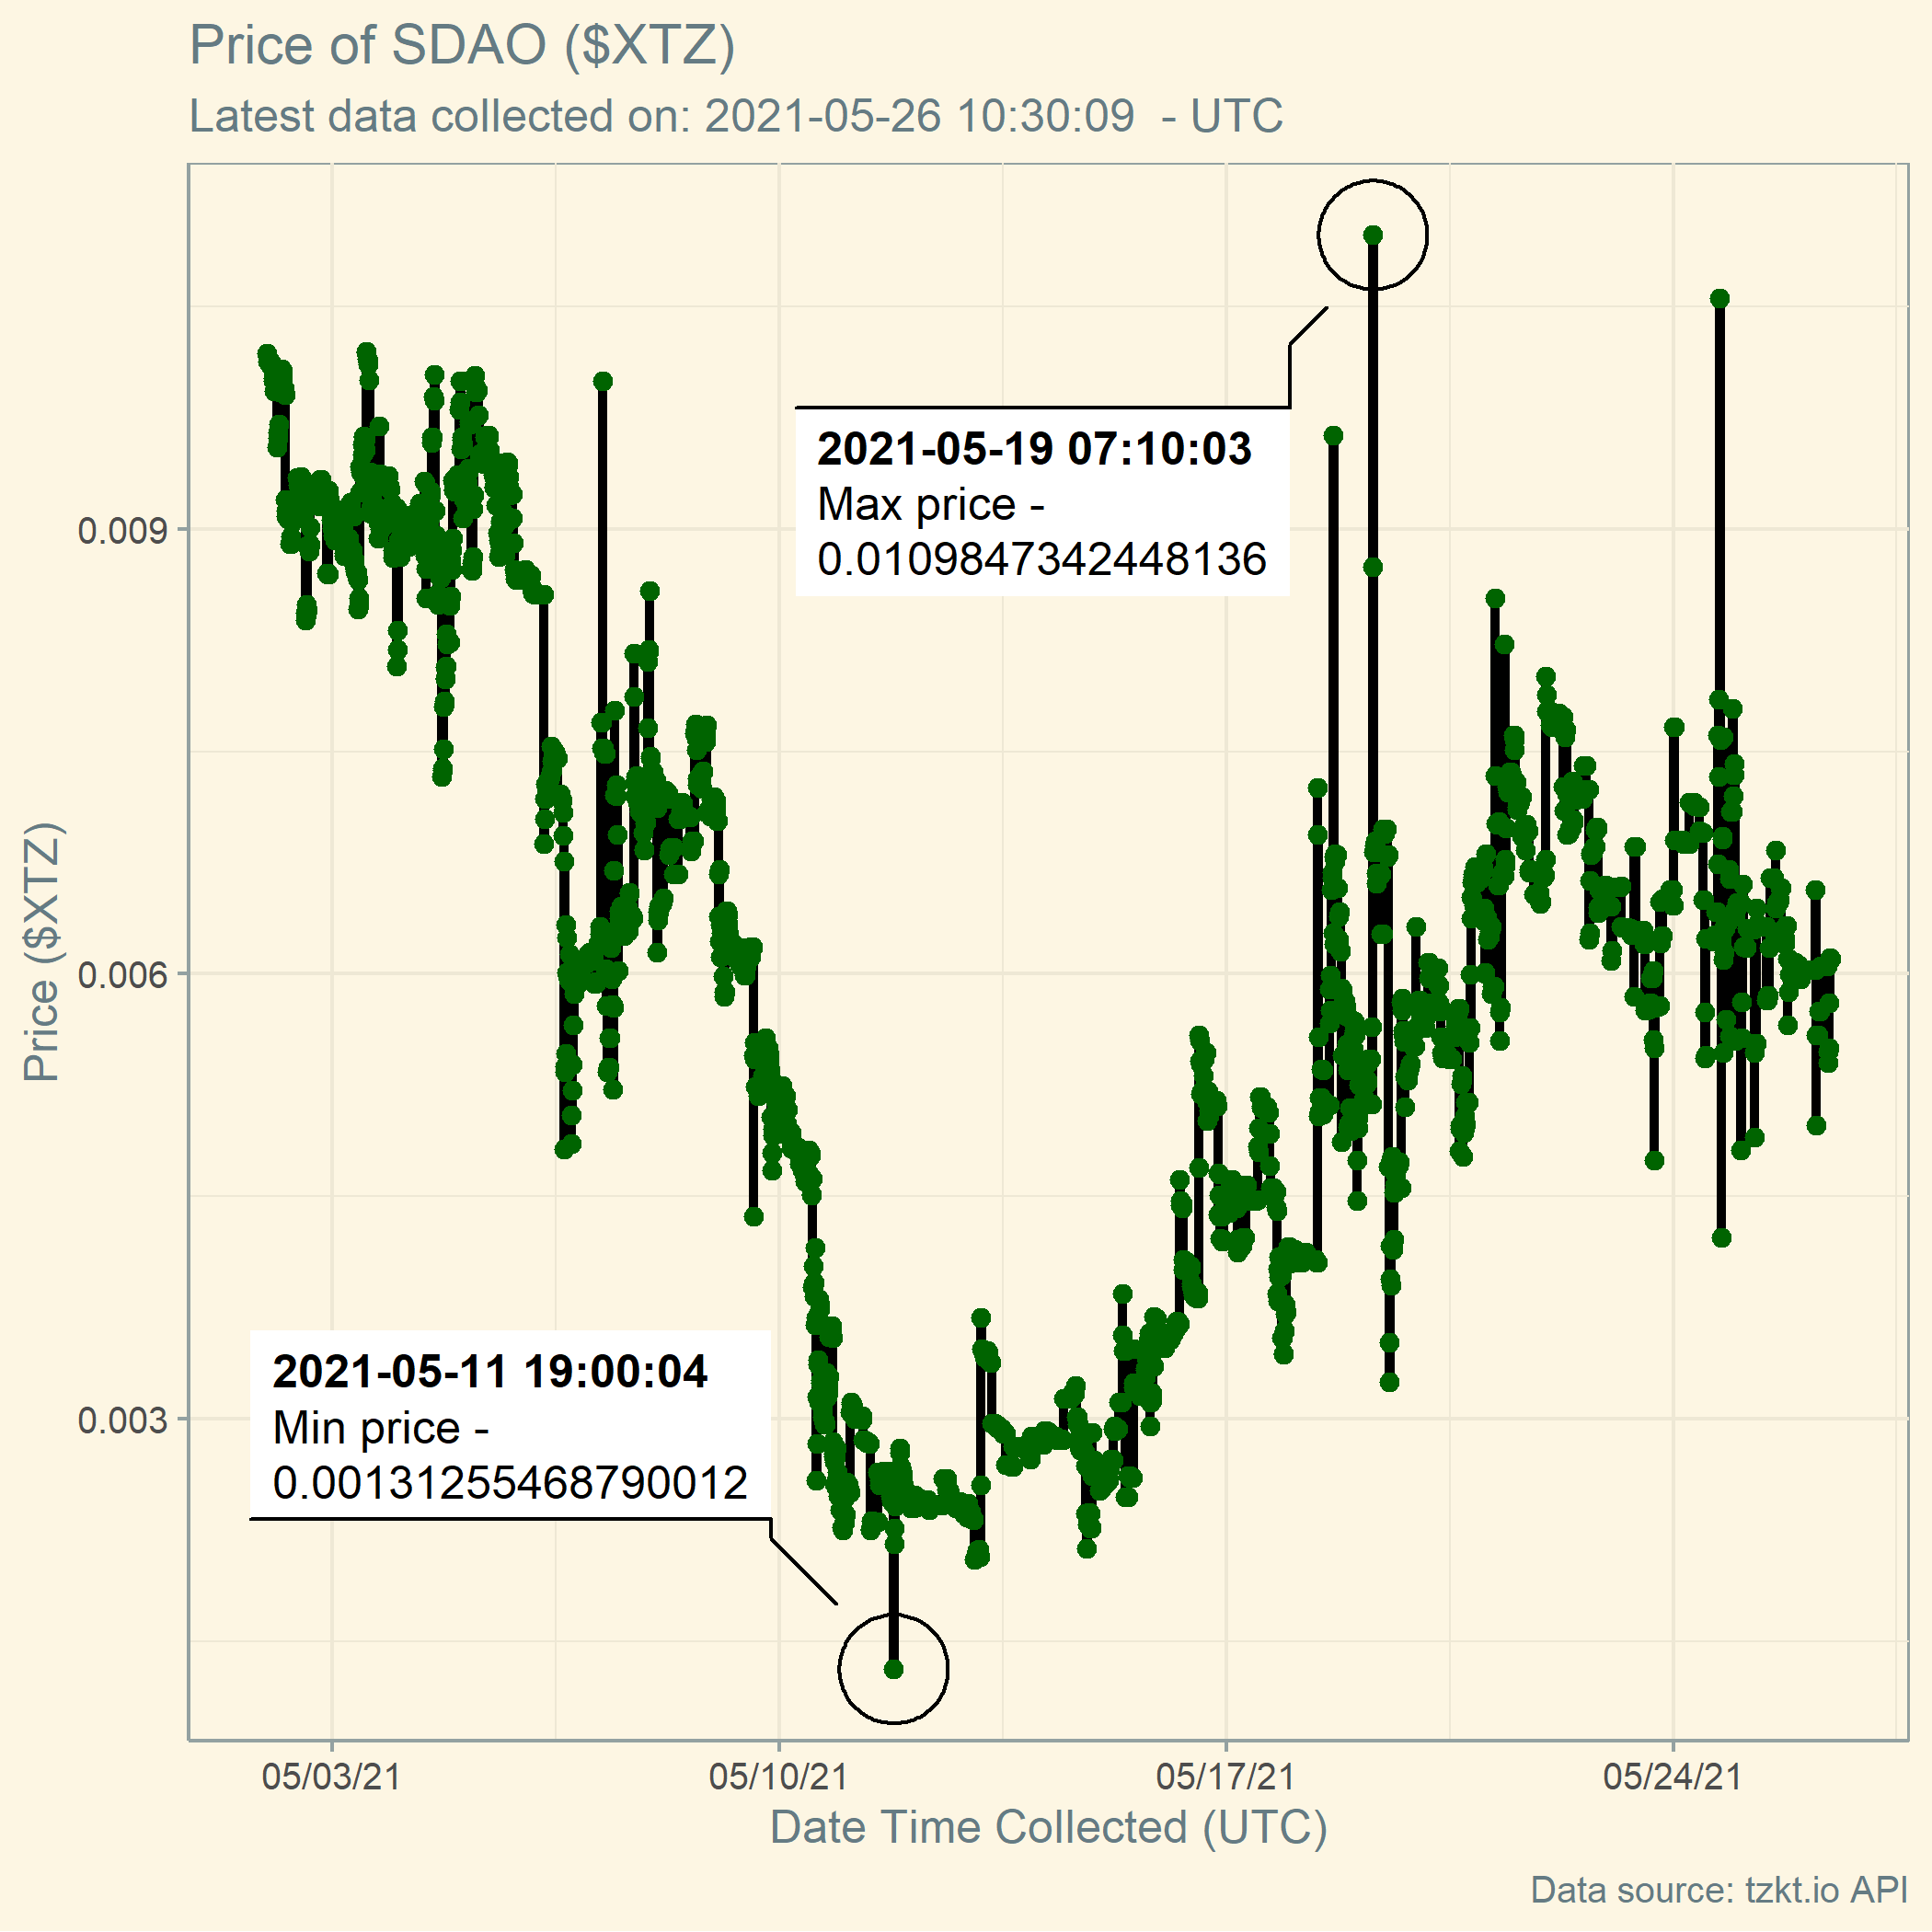 Price of SDAO ($XTZ)
Latest data collected on: 2021-05-26 10:30:09  - UTC
2021-05-19 07:10:03
Max price -
0.0109847342448136
0.009
Price ($XTZ)
0.006
2021-05-11 19:00:04
Min price -
0.00131255468790012
0.003
05/03/21
05/10/21
05/17/21
05/24/21
Date Time Collected (UTC)
Data source: tzkt.io API